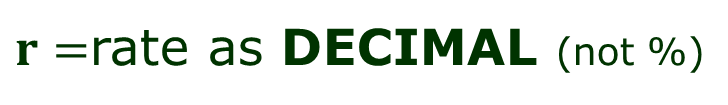 r =rate as DECIMAL (not %)